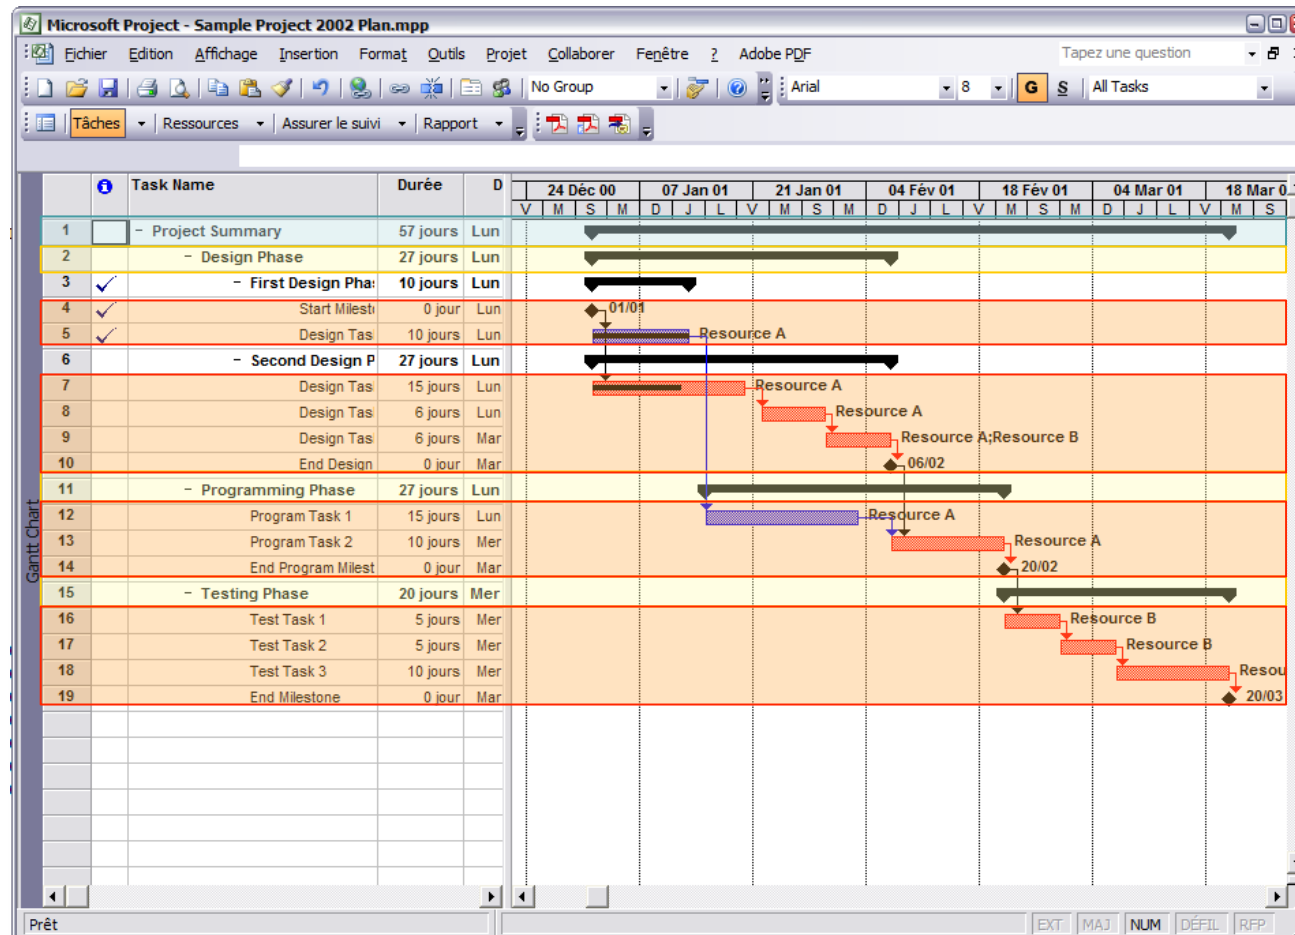 Microsoft Project - Sample Project 2002 Plan.mpp
Fichier Edition Affichage Insertion Format Outils Projet Collaborer Fenêtre ? Adobe PDF Tapez une question
No Group Arial 8 G S All Tasks
Tâches Ressources Assurer le suivi Rapport
Task Name Durée D 24 Déc 00 07 Jan 01 21 Jan 01 04 Fév 01 18 Fév 01 04 Mar 01 18 Mar 0
V M S M D J L V M S M D J L V M S M D J L V M S
1 - Project Summary 57 jours Lun
2 - Design Phase 27 jours Lun
3 - First Design Pha 10 jours Lun
4 Start Milest 0 jour Lun 01/01
5 Design Tas 10 jours Lun Resource A
6 - Second Design P 27 jours Lun
7 Design Tas 15 jours Lun Resource A
8 Design Tas 6 jours Lun Resource A
9 Design Tas 6 jours Mar Resource A;Resource B
10 End Design 0 jour Mar 06/02
11 - Programming Phase 27 jours Lun
12 Program Task 1 15 jours Lun Resource A
13 Program Task 2 10 jours Mer Resource A
14 End Program Milest 0 jour Mar 20/02
15 - Testing Phase 20 jours Mer
16 Test Task 1 5 jours Mer Resource B
17 Test Task 2 5 jours Mer Resource B
18 Test Task 3 10 jours Mer Resou
19 End Milestone 0 jour Mar 20/03
Gantt Chart
Prêt EXT MAJ NUM DÉFIL RFP